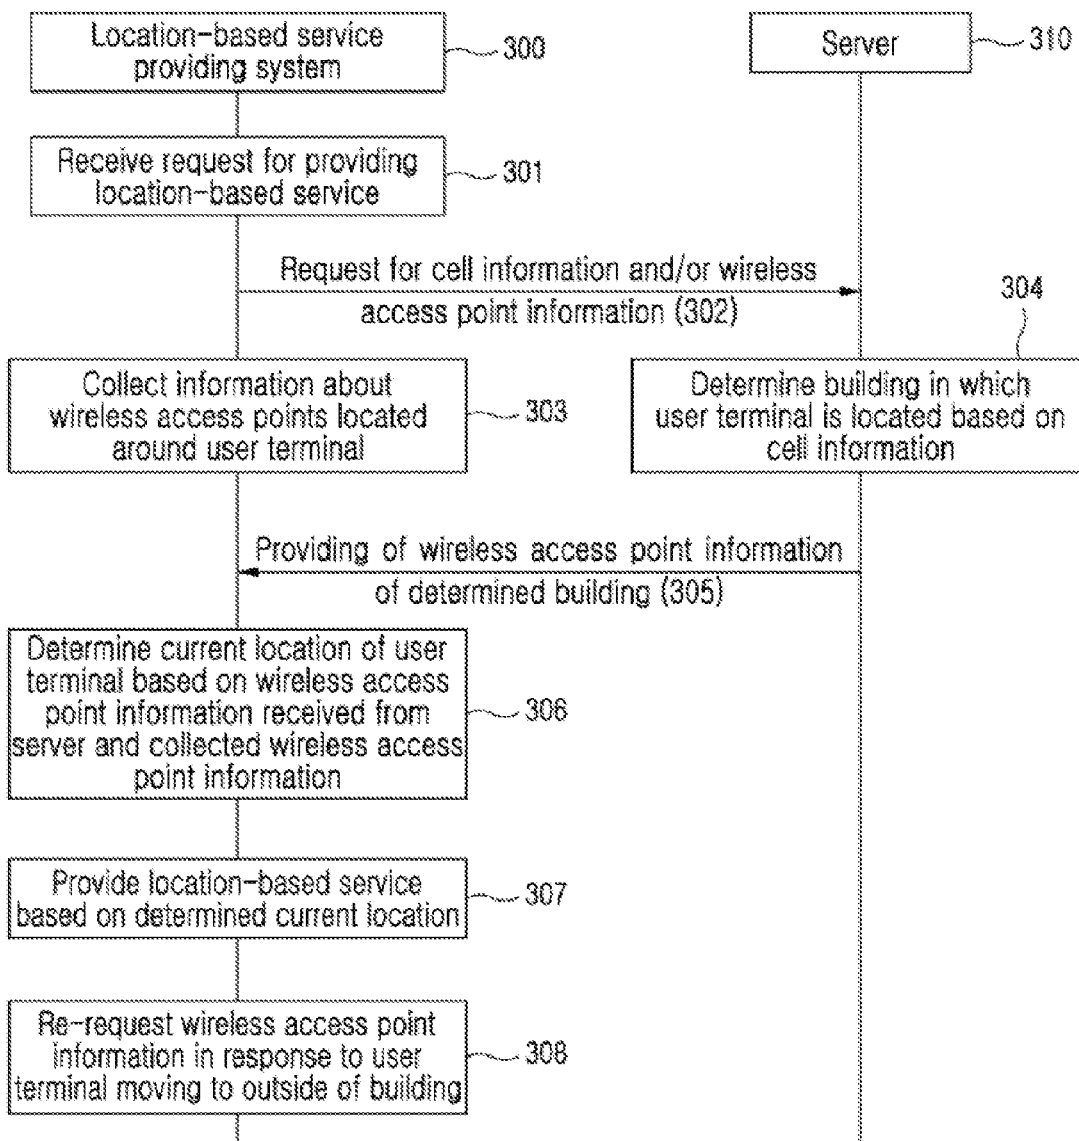 Location-based service
providing system
300
Server
310
Receive request for providing
location-based service
301
Request for cell information and/or wireless
access point information (302)
304
Collect information about
wireless access points located
around user terminal
303
Determine building in which
user terminal is located based on
cell information
Providing of wireless access point information
of determined building (305)
Determine current location of user
terminal based on wireless access
point information received from
server and collected wireless access
point information
306
Provide location-based service
based on determined current location
307
Re-request wireless access point
information in response to user
terminal moving to outside of building
308